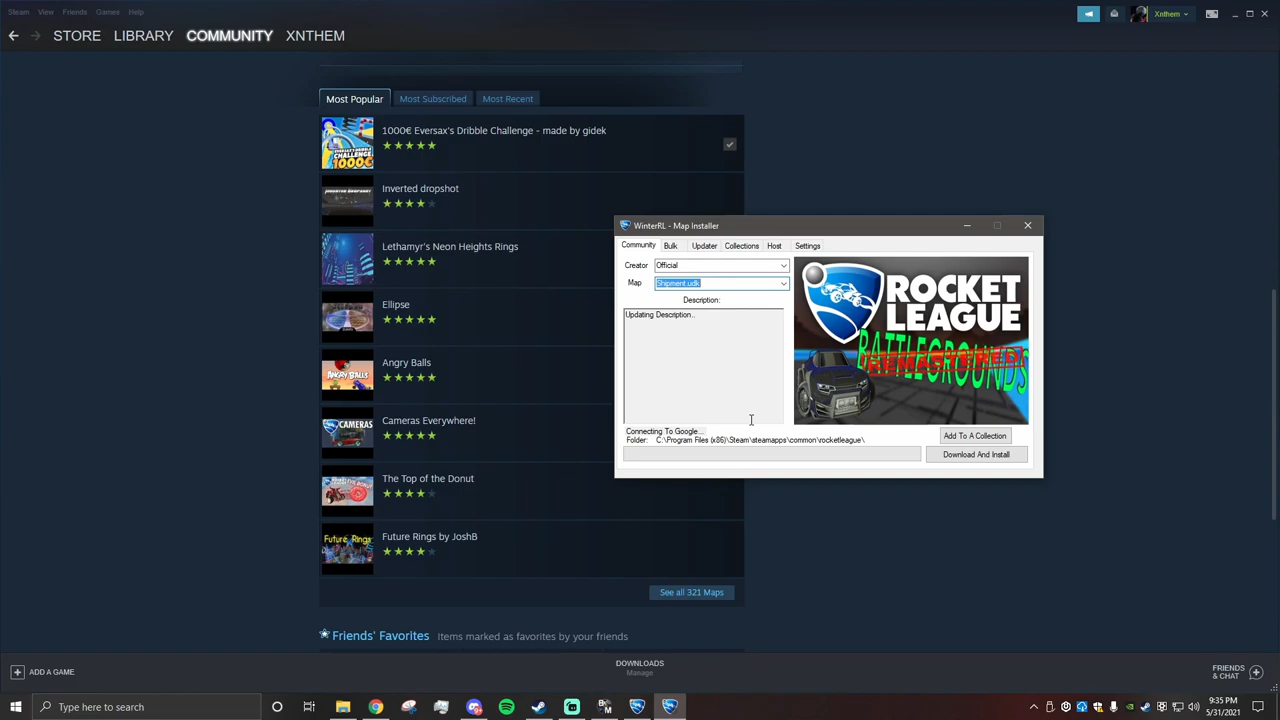 Steam View Friends Games Help
Xnthem
STORE LIBRARY COMMUNITY XNTHEM
Most Popular Most Subscribed Most Recent
1000€ Eversax's Dribble Challenge - made by gidek
Inverted dropshot
Lethamyr's Neon Heights Rings
Ellipse
Angry Balls
Cameras Everywhere!
The Top of the Donut
Future Rings by JoshB
See all 321 Maps
Friends' Favorites Items marked as favorites by your friends
WinterRL - Map Installer
Community Bulk Updater Collections Host Settings
Creator Official
Map Shipment.udk
Description:
Updating Description..
ROCKET
LEAGUE
BATTLEGROUNDS
REMASTERED
Connecting To Google...
Folder: C:\Program Files (x86)\Steam\steamapps\common\rocketleague\
Add To A Collection
Download And Install
ADD A GAME
DOWNLOADS
Manage
FRIENDS
& CHAT
Type here to search
9:35 PM
5/31/2021